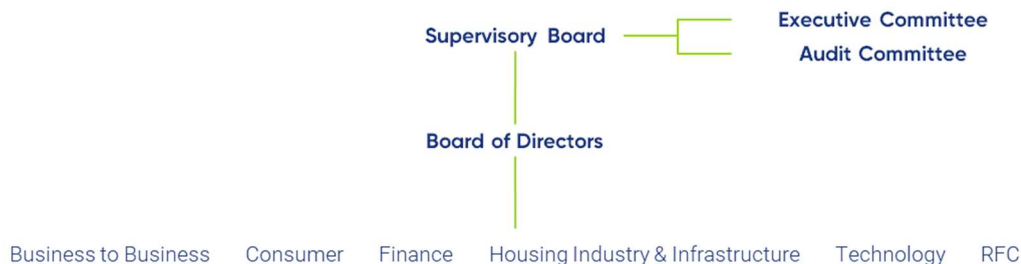 Executive Committee
Supervisory Board
Audit Committee
Board of Directors
Business to Business Consumer Finance Housing Industry & Infrastructure Technology RFC